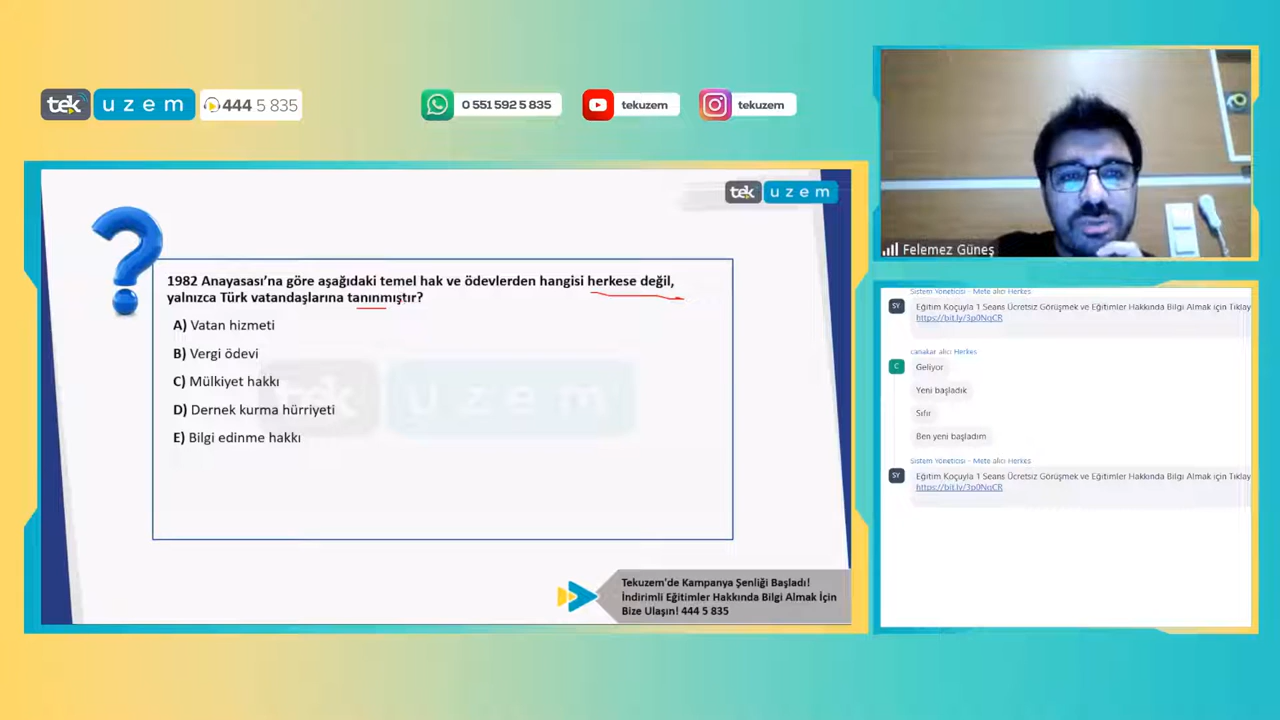 tek uzem 444 5 835
0 551 592 5 835
tekuzem
tekuzem
tek uzem
1982 Anayasası'na göre aşağıdaki temel hak ve ödevlerden hangisi herkese değil,
yalnızca Türk vatandaşlarına tanınmıştır?
A) Vatan hizmeti
B) Vergi ödevi
C) Mülkiyet hakkı
D) Dernek kurma hürriyeti
E) Bilgi edinme hakkı
tek uzem
Tekuzem'de Kampanya Şenliği Başladı!
İndirimli Eğitimler Hakkında Bilgi Almak İçin
Bize Ulaşın! 444 5 835
Felemez Güneş
Sistem Yöneticisi - Mete alıcı Herkes
SY
Eğitim Koçuyla 1 Seans Ücretsiz Görüşmek ve Eğitimler Hakkında Bilgi Almak için Tıklay
https://bit.ly/3p0NqCR
canakar alıcı Herkes
C
Geliyor
Yeni başladık
Sıfır
Ben yeni başladım
Sistem Yöneticisi - Mete alıcı Herkes
SY
Eğitim Koçuyla 1 Seans Ücretsiz Görüşmek ve Eğitimler Hakkında Bilgi Almak için Tıklay
https://bit.ly/3p0NqCR